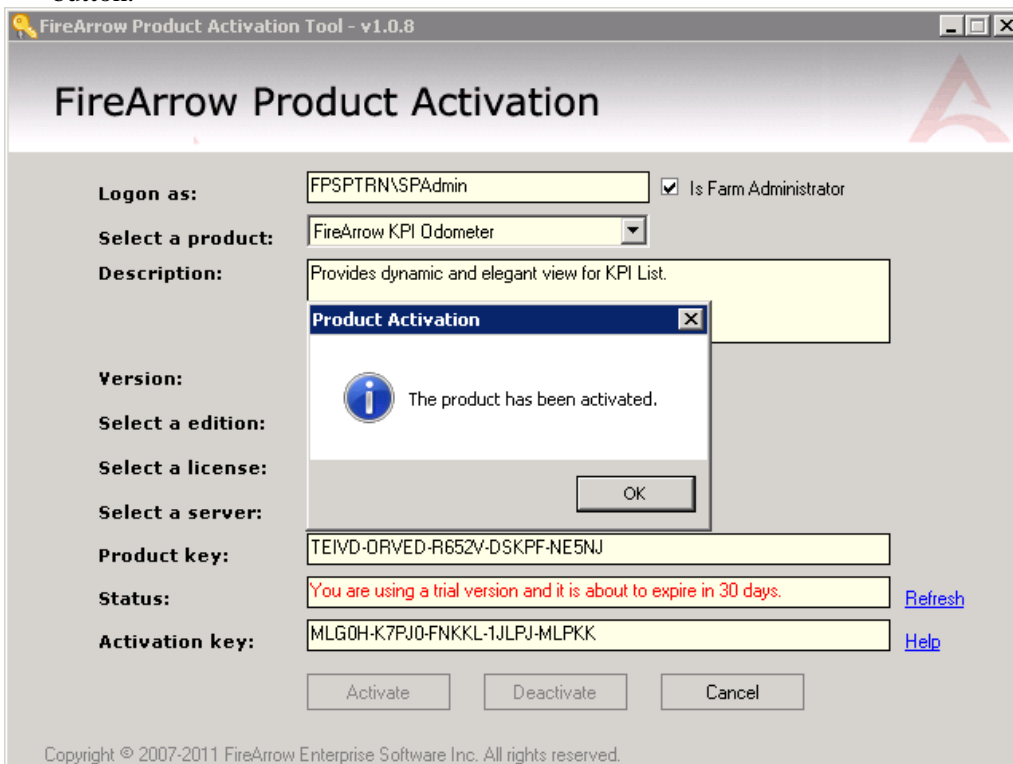 button.
FireArrow Product Activation Tool - v1.0.8
FireArrow Product Activation
Logon as:
FPSPTRN\SPAdmin
Is Farm Administrator
Select a product:
FireArrow KPI Odometer
Description:
Provides dynamic and elegant view for KPI List.
Product Activation
The product has been activated.
OK
Version:
Select a edition:
Select a license:
Select a server:
Product key:
TEIVD-ORVED-R652V-DSKPF-NE5NJ
Status:
You are using a trial version and it is about to expire in 30 days.
Refresh
Activation key:
MLG0H-K7PJ0-FNKKL-1JLPJ-MLPKK
Help
Activate
Deactivate
Cancel
Copyright © 2007-2011 FireArrow Enterprise Software Inc. All rights reserved.